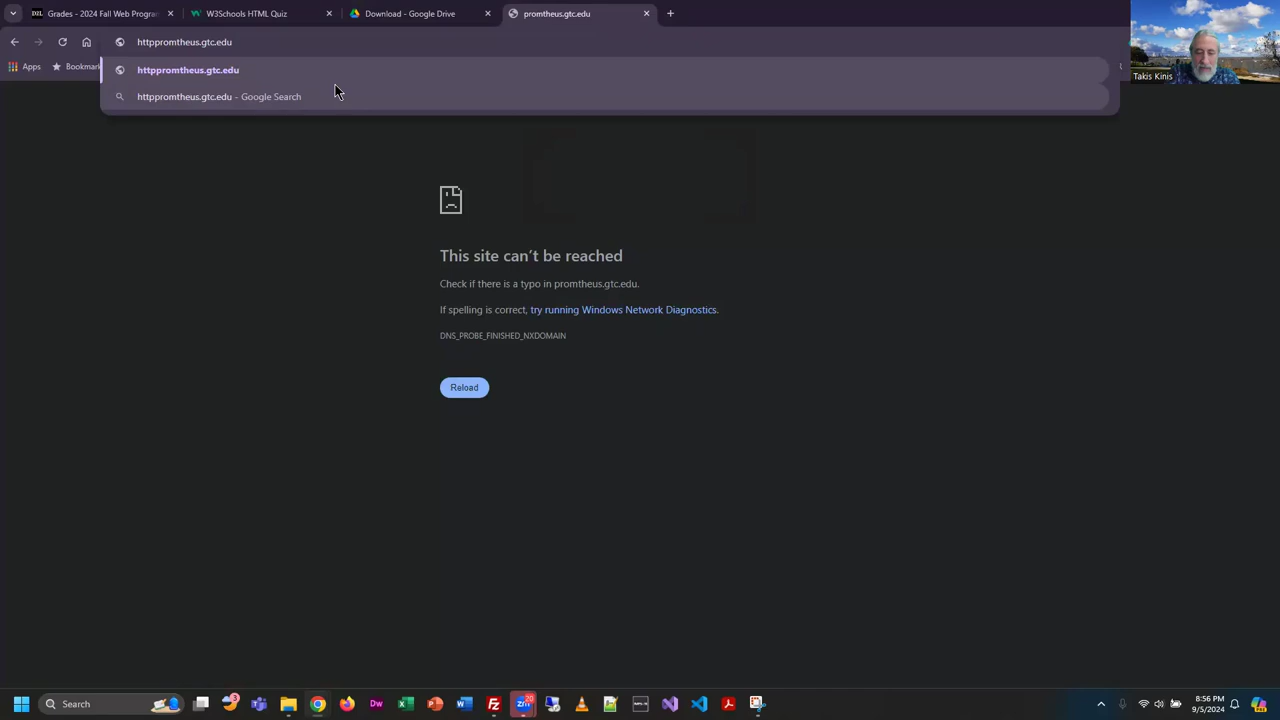 Grades - 2024 Fall Web Progra
W3Schools HTML Quiz
Download - Google Drive
promtheus.gtc.edu
httppromtheus.gtc.edu
Apps
Bookmar
httppromtheus.gtc.edu
httppromtheus.gtc.edu - Google Search
Takis Kinis
This site can't be reached
Check if there is a typo in promtheus.gtc.edu.
If spelling is correct, try running Windows Network Diagnostics.
DNS_PROBE_FINISHED_NXDOMAIN
Reload
Search
8:56 PM
9/5/2024